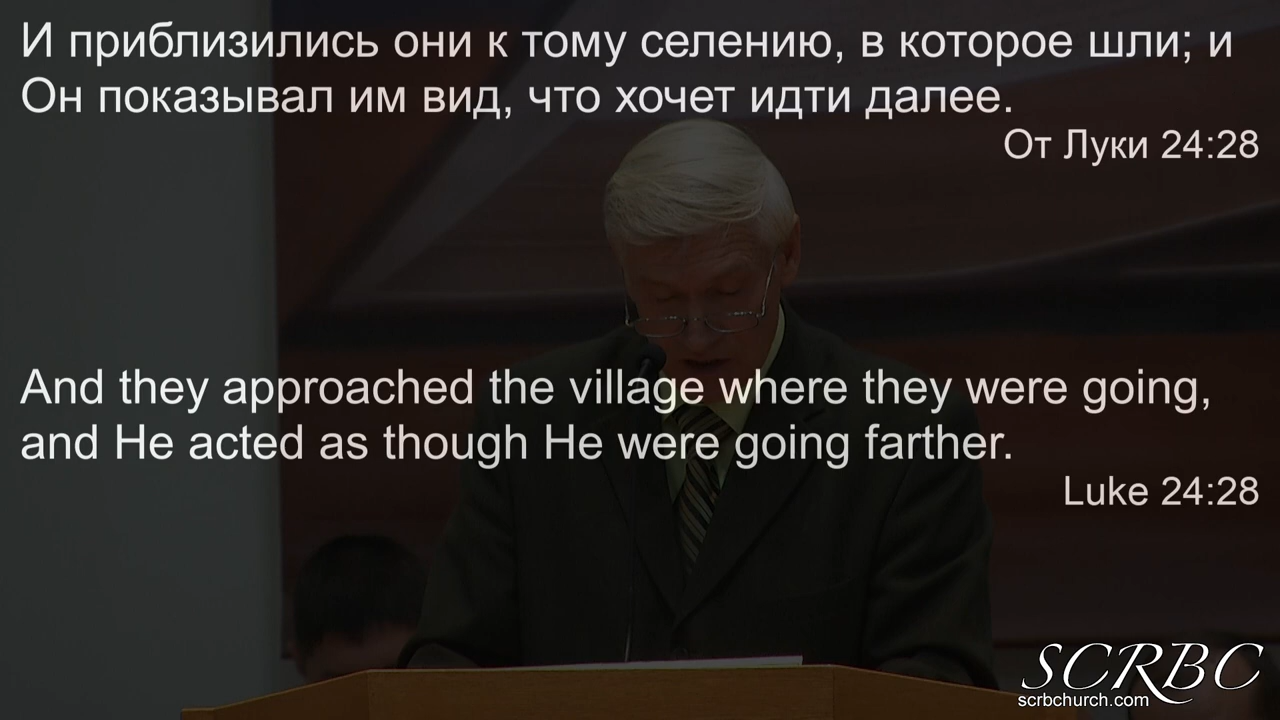 И приблизились они к тому селению, в которое шли; и
Он показывал им вид, что хочет идти далее.
От Луки 24:28
And they approached the village where they were going,
and He acted as though He were going farther.
Luke 24:28
SCRBC
scrbchurch.com